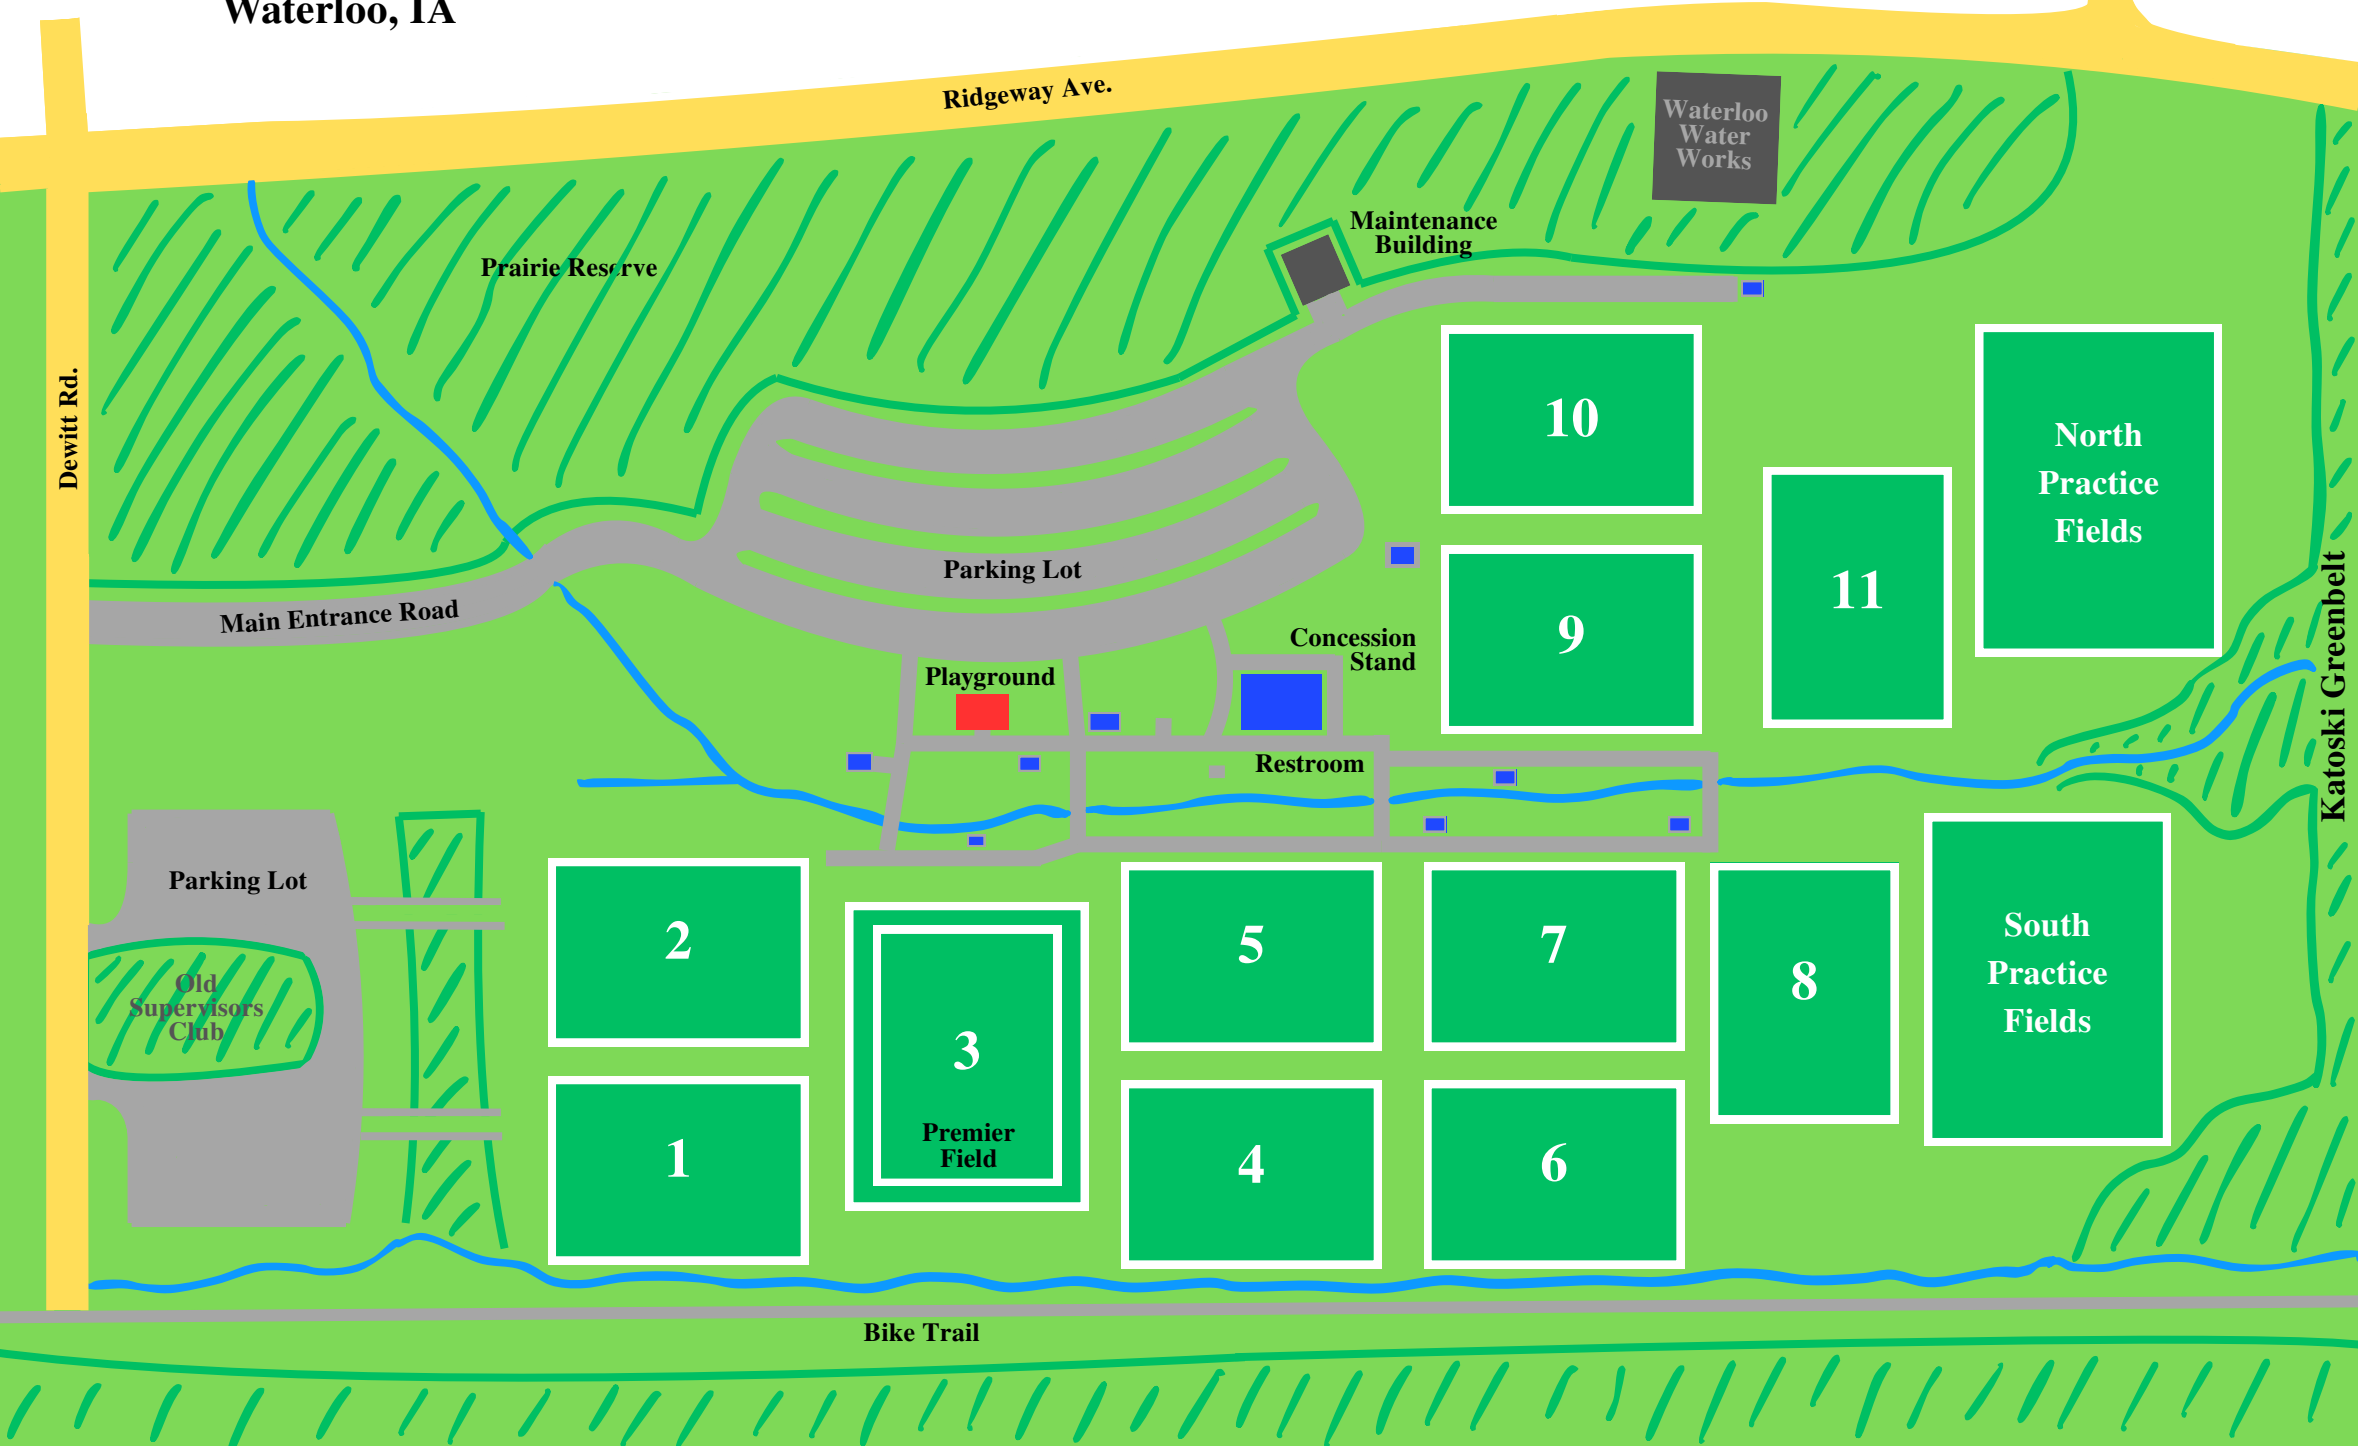 Waterloo, IA
Ridgeway Ave.
Waterloo
Water
Works
Maintenance
Building
Prairie Reserve
Dewitt Rd.
10
North
Practice
Fields
Parking Lot
11
Main Entrance Road
9
Concession
Stand
Katoski Greenbelt
Playground
Restroom
Parking Lot
2
5
7
8
South
Practice
Fields
Old
Supervisors
Club
3
Premier
Field
1
4
6
Bike Trail